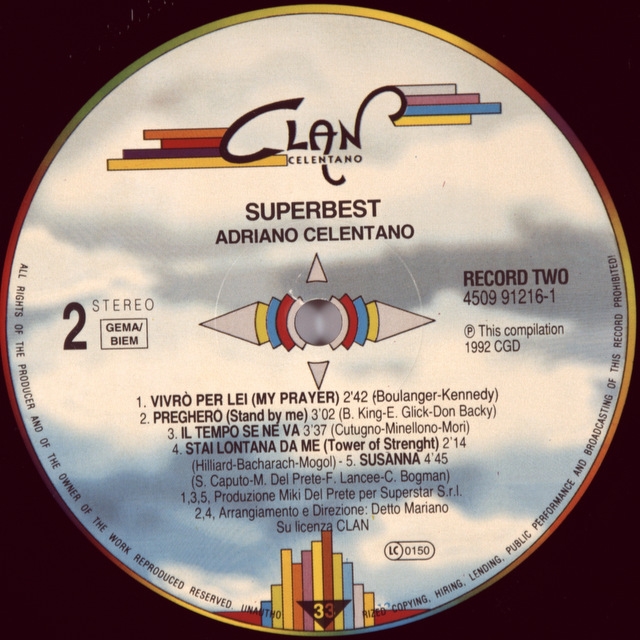 CLAN
CELENTANO
SUPERBEST
ADRIANO CELENTANO
RECORD TWO
4509 91216-1
2 STEREO
GEMA/
BIEM
℗ This compilation
1992 CGD
1. VIVRÒ PER LEI (MY PRAYER) 2'42 (Boulanger-Kennedy)
2. PREGHERÒ (Stand by me) 3'02 (B. King-E. Glick-Don Backy)
3. IL TEMPO SE NE VA 3'37 (Cutugno-Minellono-Mori)
4. STAI LONTANA DA ME (Tower of Strenght) 2'14
(Hilliard-Bacharach-Mogol) - 5. SUSANNA 4'45
(S. Caputo-M. Del Prete-F. Lancee-C. Bogman)
1,3,5, Produzione Miki Del Prete per Superstar S.r.l.
2,4, Arrangiamento e Direzione: Detto Mariano
Su licenza CLAN
LC 0150
33
ALL RIGHTS OF THE PRODUCER AND OF THE OWNER OF THE WORK REPRODUCED RESERVED. UNAUTHO RIZED COPYING, HIRING, LENDING, PUBLIC PERFORMANCE AND BROADCASTING OF THIS RECORD PROHIBITED!